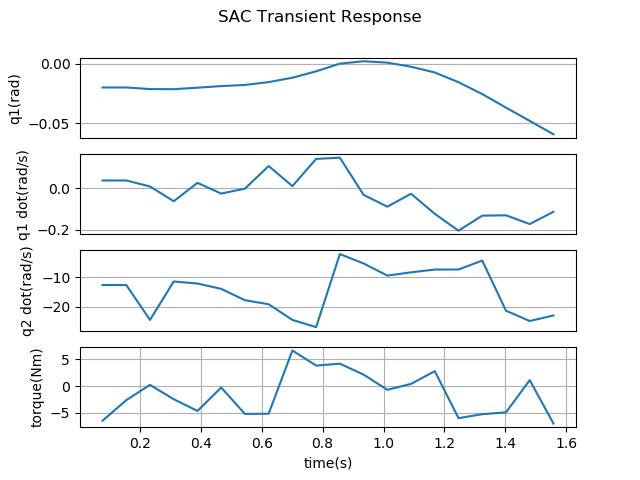 SAC Transient Response
0.00
−0.05
q1(rad)
0.0
−0.2
q1 dot(rad/s)
−10
−20
q2 dot(rad/s)
5
0
−5
torque(Nm)
0.2 0.4 0.6 0.8 1.0 1.2 1.4 1.6
time(s)